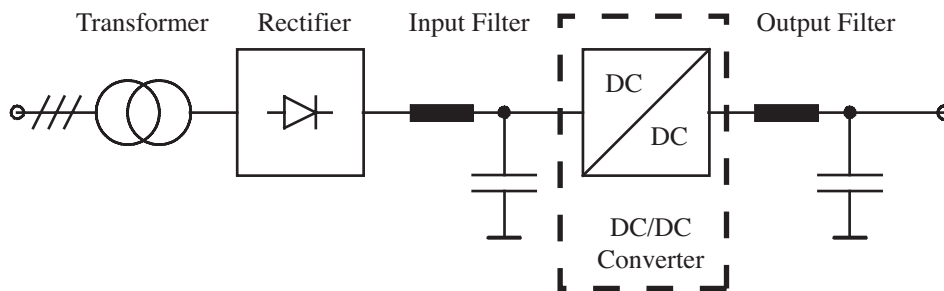 Transformer
Rectifier
Input Filter
Output Filter
DC
DC
DC/DC
Converter